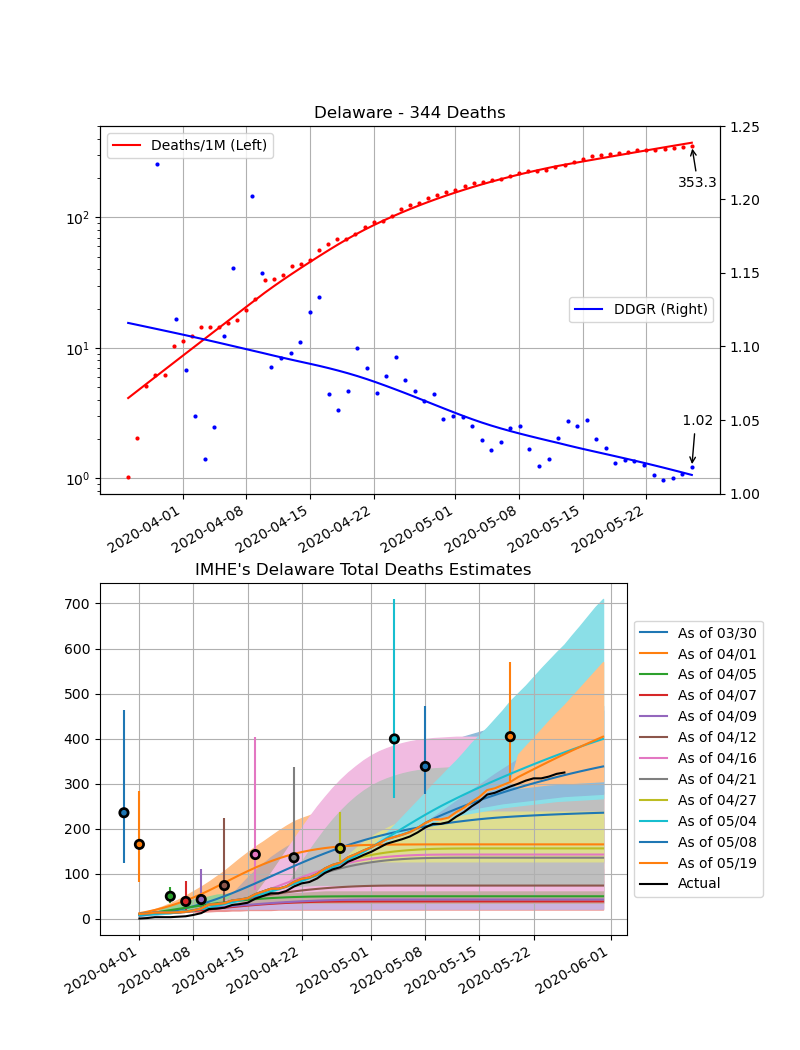 Delaware - 344 Deaths
Deaths/1M (Left)
DDGR (Right)
353.3
1.02
10²
10¹
10⁰
1.25
1.20
1.15
1.10
1.05
1.00
2020-04-01
2020-04-08
2020-04-15
2020-04-22
2020-05-01
2020-05-08
2020-05-15
2020-05-22
IMHE's Delaware Total Deaths Estimates
700
600
500
400
300
200
100
0
2020-04-01
2020-04-08
2020-04-15
2020-04-22
2020-05-01
2020-05-08
2020-05-15
2020-05-22
2020-06-01
As of 03/30
As of 04/01
As of 04/05
As of 04/07
As of 04/09
As of 04/12
As of 04/16
As of 04/21
As of 04/27
As of 05/04
As of 05/08
As of 05/19
Actual